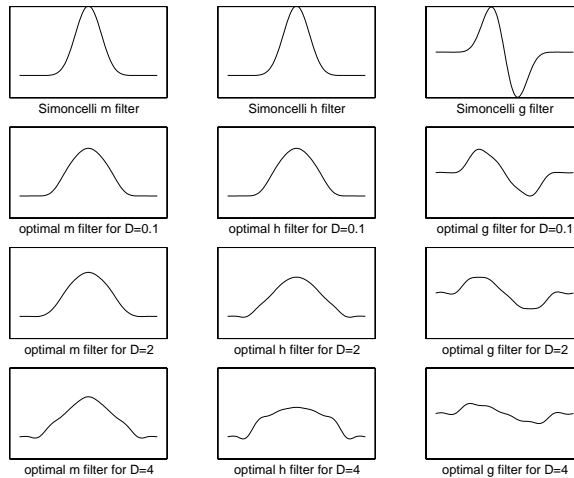 Simoncelli m filter
Simoncelli h filter
Simoncelli g filter
optimal m filter for D=0.1
optimal h filter for D=0.1
optimal g filter for D=0.1
optimal m filter for D=2
optimal h filter for D=2
optimal g filter for D=2
optimal m filter for D=4
optimal h filter for D=4
optimal g filter for D=4